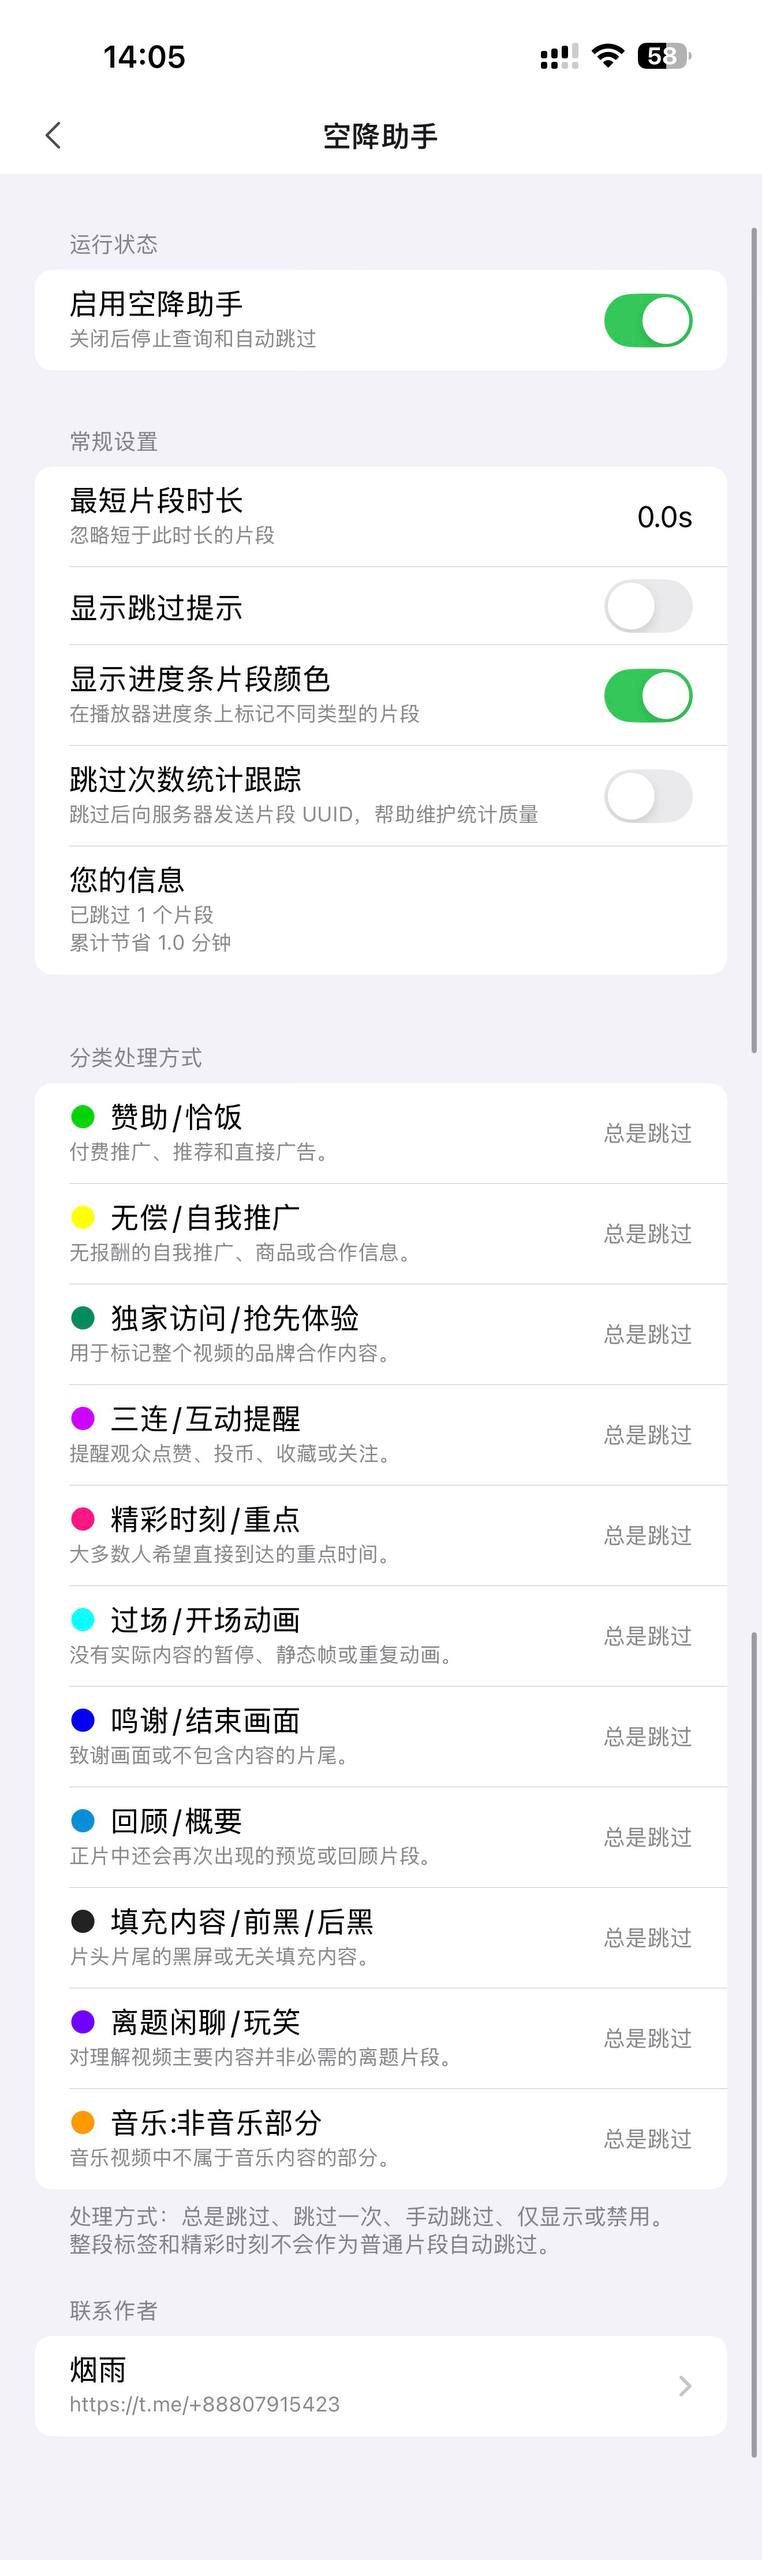 14:05
58
空降助手
运行状态
启用空降助手
关闭后停止查询和自动跳过
常规设置
最短片段时长
忽略短于此时长的片段
0.0s
显示跳过提示
显示进度条片段颜色
在播放器进度条上标记不同类型的片段
跳过次数统计跟踪
跳过后向服务器发送片段 UUID，帮助维护统计质量
您的信息
已跳过 1 个片段
累计节省 1.0 分钟
分类处理方式
赞助/恰饭
付费推广、推荐和直接广告。
总是跳过
无偿/自我推广
无报酬的自我推广、商品或合作信息。
总是跳过
独家访问/抢先体验
用于标记整个视频的品牌合作内容。
总是跳过
三连/互动提醒
提醒观众点赞、投币、收藏或关注。
总是跳过
精彩时刻/重点
大多数人希望直接到达的重点时间。
总是跳过
过场/开场动画
没有实际内容的暂停、静态帧或重复动画。
总是跳过
鸣谢/结束画面
致谢画面或不包含内容的片尾。
总是跳过
回顾/概要
正片中还会再次出现的预览或回顾片段。
总是跳过
填充内容/前黑/后黑
片头片尾的黑屏或无关填充内容。
总是跳过
离题闲聊/玩笑
对理解视频主要内容并非必需的离题片段。
总是跳过
音乐:非音乐部分
音乐视频中不属于音乐内容的部分。
总是跳过
处理方式：总是跳过、跳过一次、手动跳过、仅显示或禁用。
整段标签和精彩时刻不会作为普通片段自动跳过。
联系作者
烟雨
https://t.me/+88807915423